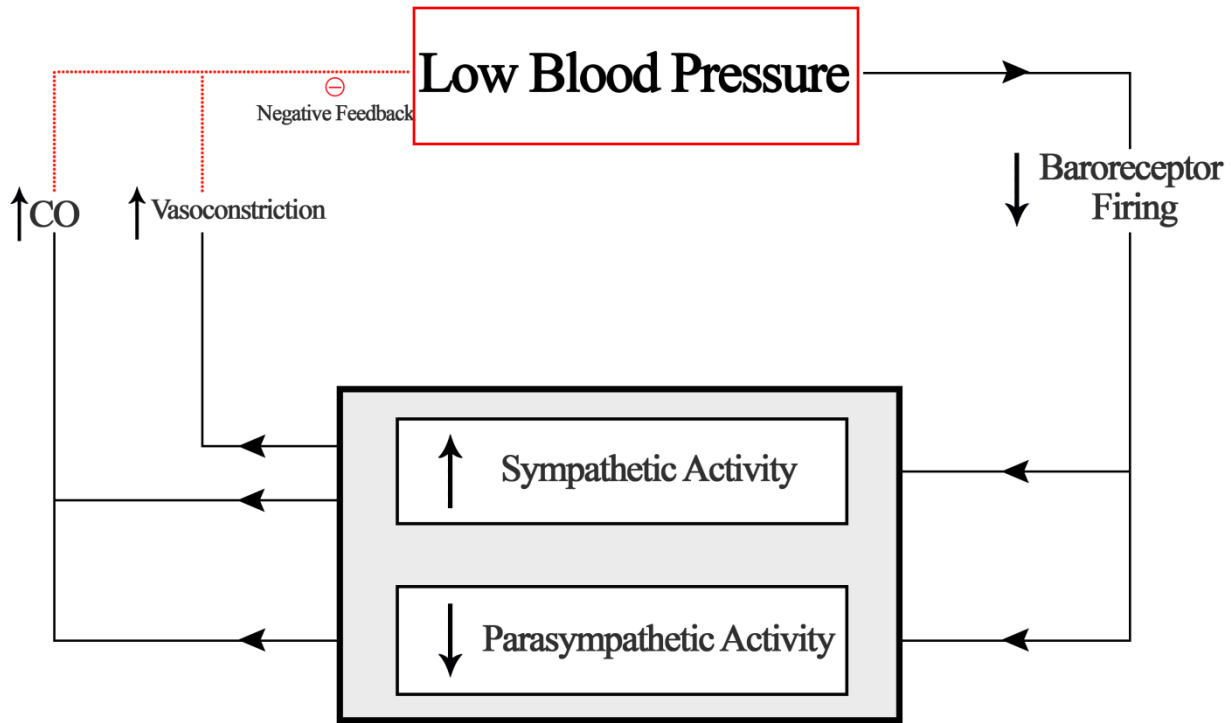 Low Blood Pressure
Negative Feedback
Baroreceptor
Firing
CO
Vasoconstriction
Sympathetic Activity
Parasympathetic Activity